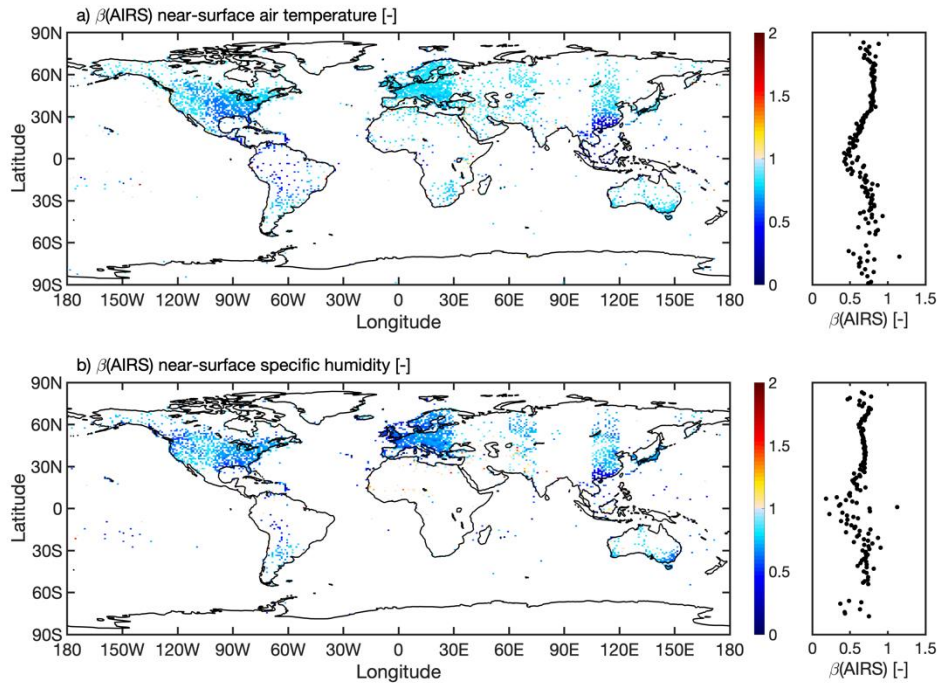 a) β(AIRS) near-surface air temperature [-]
90N
60N
30N
0
30S
60S
90S
Latitude
180 150W 120W 90W 60W 30W 0 30E 60E 90E 120E 150E 180
Longitude
2
1.5
1
0.5
0
0 0.5 1 1.5
β(AIRS) [-]
b) β(AIRS) near-surface specific humidity [-]
90N
60N
30N
0
30S
60S
90S
Latitude
180 150W 120W 90W 60W 30W 0 30E 60E 90E 120E 150E 180
Longitude
2
1.5
1
0.5
0
0 0.5 1 1.5
β(AIRS) [-]